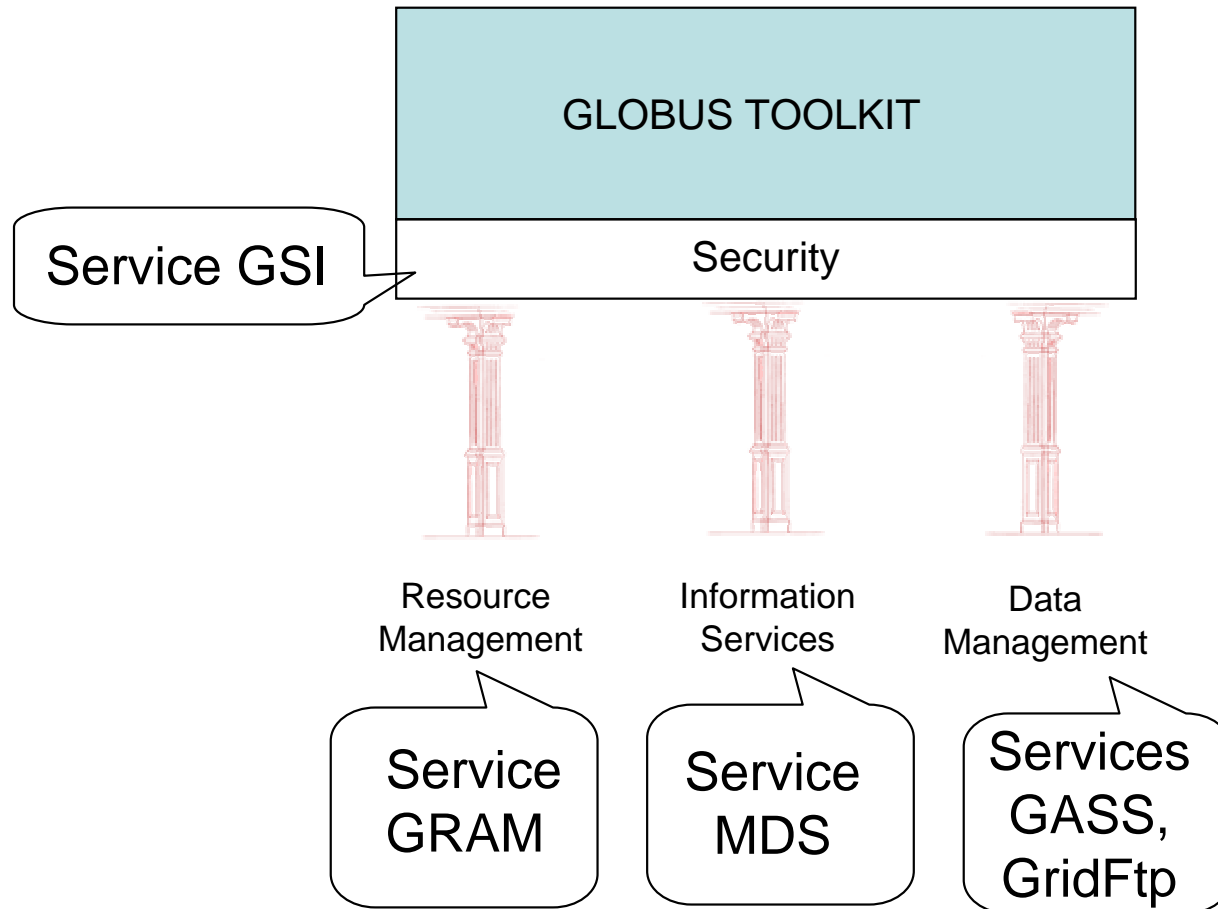 GLOBUS TOOLKIT
Security
Service GSI
Resource
Management
Information
Services
Data
Management
Service
GRAM
Service
MDS
Services
GASS,
GridFtp